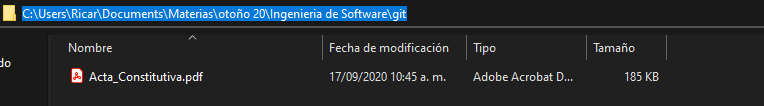 C:\Users\Ricar\Documents\Materias\otoño 20\Ingenieria de Software\git
Nombre Fecha de modificación Tipo Tamaño
do Acta_Constitutiva.pdf 17/09/2020 10:45 a. m. Adobe Acrobat D... 185 KB